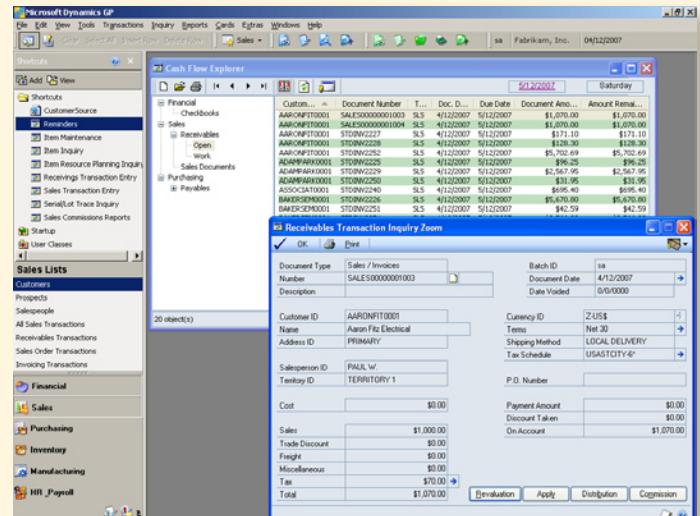 Microsoft Dynamics GP
File Edit View Tools Transactions Inquiry Reports Cards Extras Windows Help
Clear Select All Insert Row Delete Row Sales sa Fabrikam, Inc. 04/12/2007
Shortcuts
Add View
Shortcuts
CustomerSource
Reminders
Item Maintenance
Item Inquiry
Item Resource Planning Inquiry
Receivings Transaction Entry
Sales Transaction Entry
Serial/Lot Trace Inquiry
Sales Commissions Reports
Startup
User Classes
Sales Lists
Customers
Prospects
Salespeople
All Sales Transactions
Receivables Transactions
Sales Order Transactions
Invoicing Transactions
Financial
Sales
Purchasing
Inventory
Manufacturing
HR_Payroll
Cash Flow Explorer
5/12/2007 Saturday
Financial
Checkbooks
Sales
Receivables
Open
Work
Sales Documents
Purchasing
Payables
20 object(s)
Custom... Document Number T... Doc. D... Due Date Document Amo... Amount Remai...
AARONFIT0001 SALES00000001003 SLS 4/12/2007 5/12/2007 $1,070.00 $1,070.00
AARONFIT0001 SALES00000001004 SLS 4/12/2007 5/12/2007 $1,070.00 $1,070.00
AARONFIT0001 STDINV2227 SLS 4/12/2007 5/12/2007 $171.10 $171.10
AARONFIT0001 STDINV2228 SLS 4/12/2007 5/12/2007 $128.30 $128.30
AARONFIT0001 STDINV2252 SLS 4/12/2007 5/12/2007 $5,702.69 $5,702.69
ADAMPARK0001 STDINV2225 SLS 4/12/2007 5/12/2007 $96.25 $96.25
ADAMPARK0001 STDINV2249 SLS 4/12/2007 5/12/2007 $2,567.95 $2,567.95
ADAMPARK0001 STDINV2250 SLS 4/12/2007 5/12/2007 $31.95 $31.95
ASSOCIAT0001 STDINV2240 SLS 4/12/2007 5/12/2007 $695.40 $695.40
BAKERSEM0001 STDINV2226 SLS 4/12/2007 5/12/2007 $5,670.80 $5,670.80
BAKERSEM0001 STDINV2251 SLS 4/12/2007 5/12/2007 $42.59 $42.59
Receivables Transaction Inquiry Zoom
OK Print
Document Type Sales / Invoices Batch ID sa
Number SALES00000001003 Document Date 4/12/2007
Description Date Voided 0/0/0000
Customer ID AARONFIT0001 Currency ID Z-US$
Name Aaron Fitz Electrical Terms Net 30
Address ID PRIMARY Shipping Method LOCAL DELIVERY
Tax Schedule USASTCITY-6*
Salesperson ID PAUL W.
Territory ID TERRITORY 1 P.O. Number
Cost $0.00 Payment Amount $0.00
Discount Taken $0.00
Sales $1,000.00 On Account $1,070.00
Trade Discount $0.00
Freight $0.00
Miscellaneous $0.00
Tax $70.00
Total $1,070.00 Revaluation Apply Distribution Commission